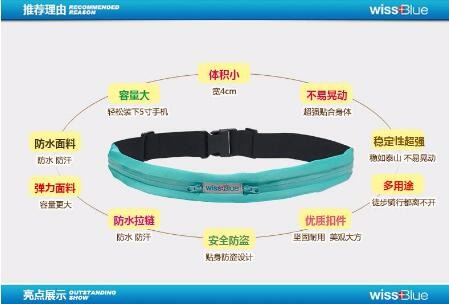 推荐理由 RECOMMENDED REASON
wissBlue
体积小
宽4cm
容量大
轻松装下5寸手机
不易晃动
超强贴合身体
防水面料
防水 防汗
稳定性超强
稳如泰山 不易晃动
弹力面料
容量更大
多用途
徒步骑行都离不开
wissBlue
防水拉链
防水 防汗
优质扣件
坚固耐用 美观大方
安全防盗
贴身防盗设计
亮点展示 OUTSTANDING SHOW
wissBlue